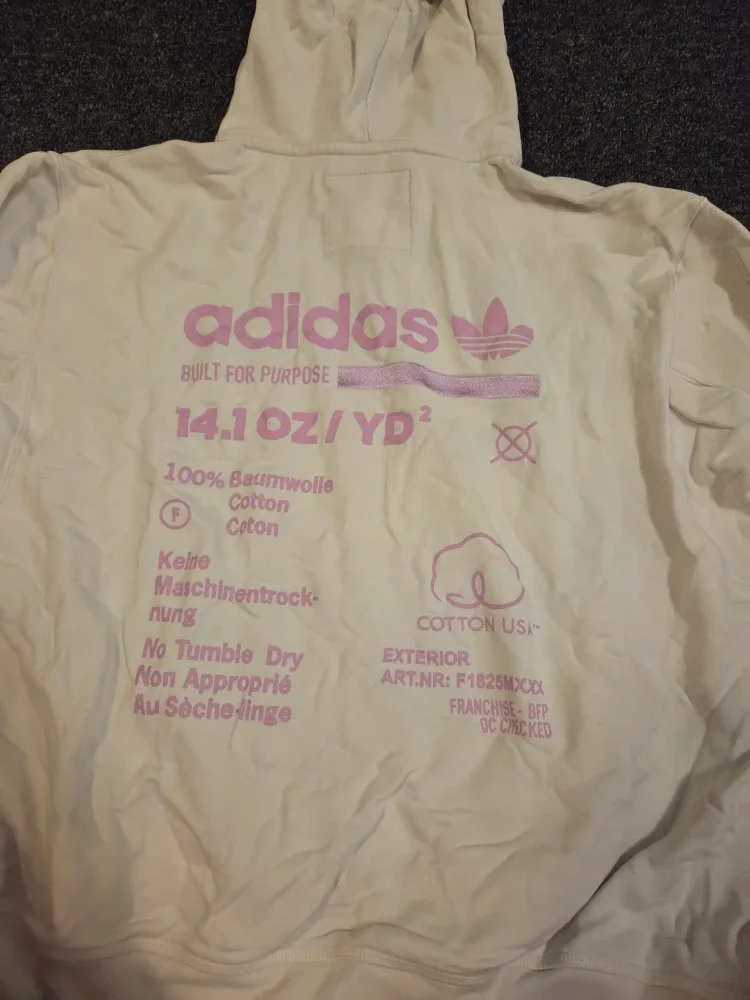 adidas
BUILT FOR PURPOSE
14.1 OZ/YD²
100% Baumwolle
Cotton
F
Coton
Keine
Maschinentrock-
nung
No Tumble Dry
Non Approprié
Au Sèche-linge
COTTON USA™
EXTERIOR
ART.NR: F1825MXXX
FRANCHISE - BFP
QC CHECKED